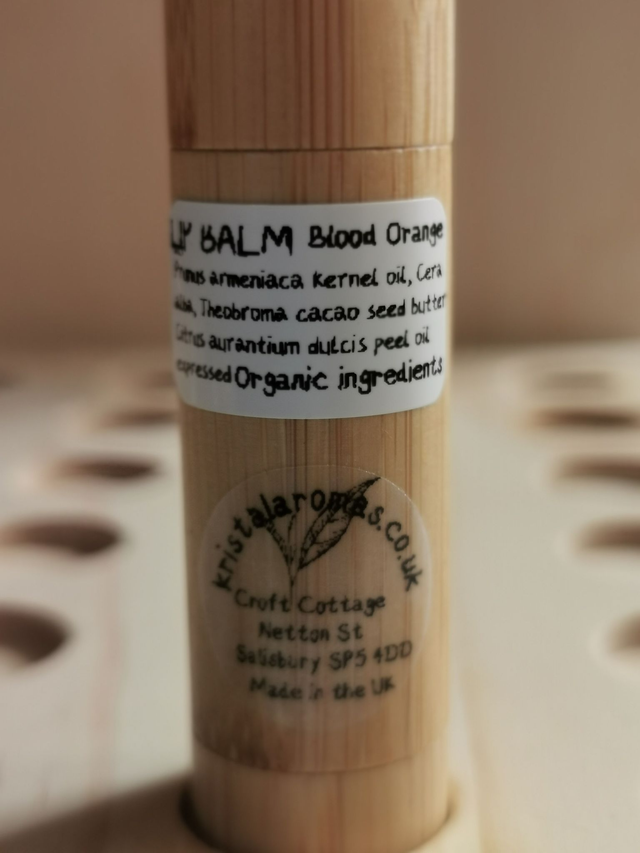 LIP BALM Blood Orange
Prunus armeniaca kernel oil, Cera
alba, Theobroma cacao seed butter
Citrus aurantium dulcis peel oil
expressed Organic ingredients
kristalaromas.co.uk
Croft Cottage
Netton St
Salisbury SP5 4DD
Made in the UK